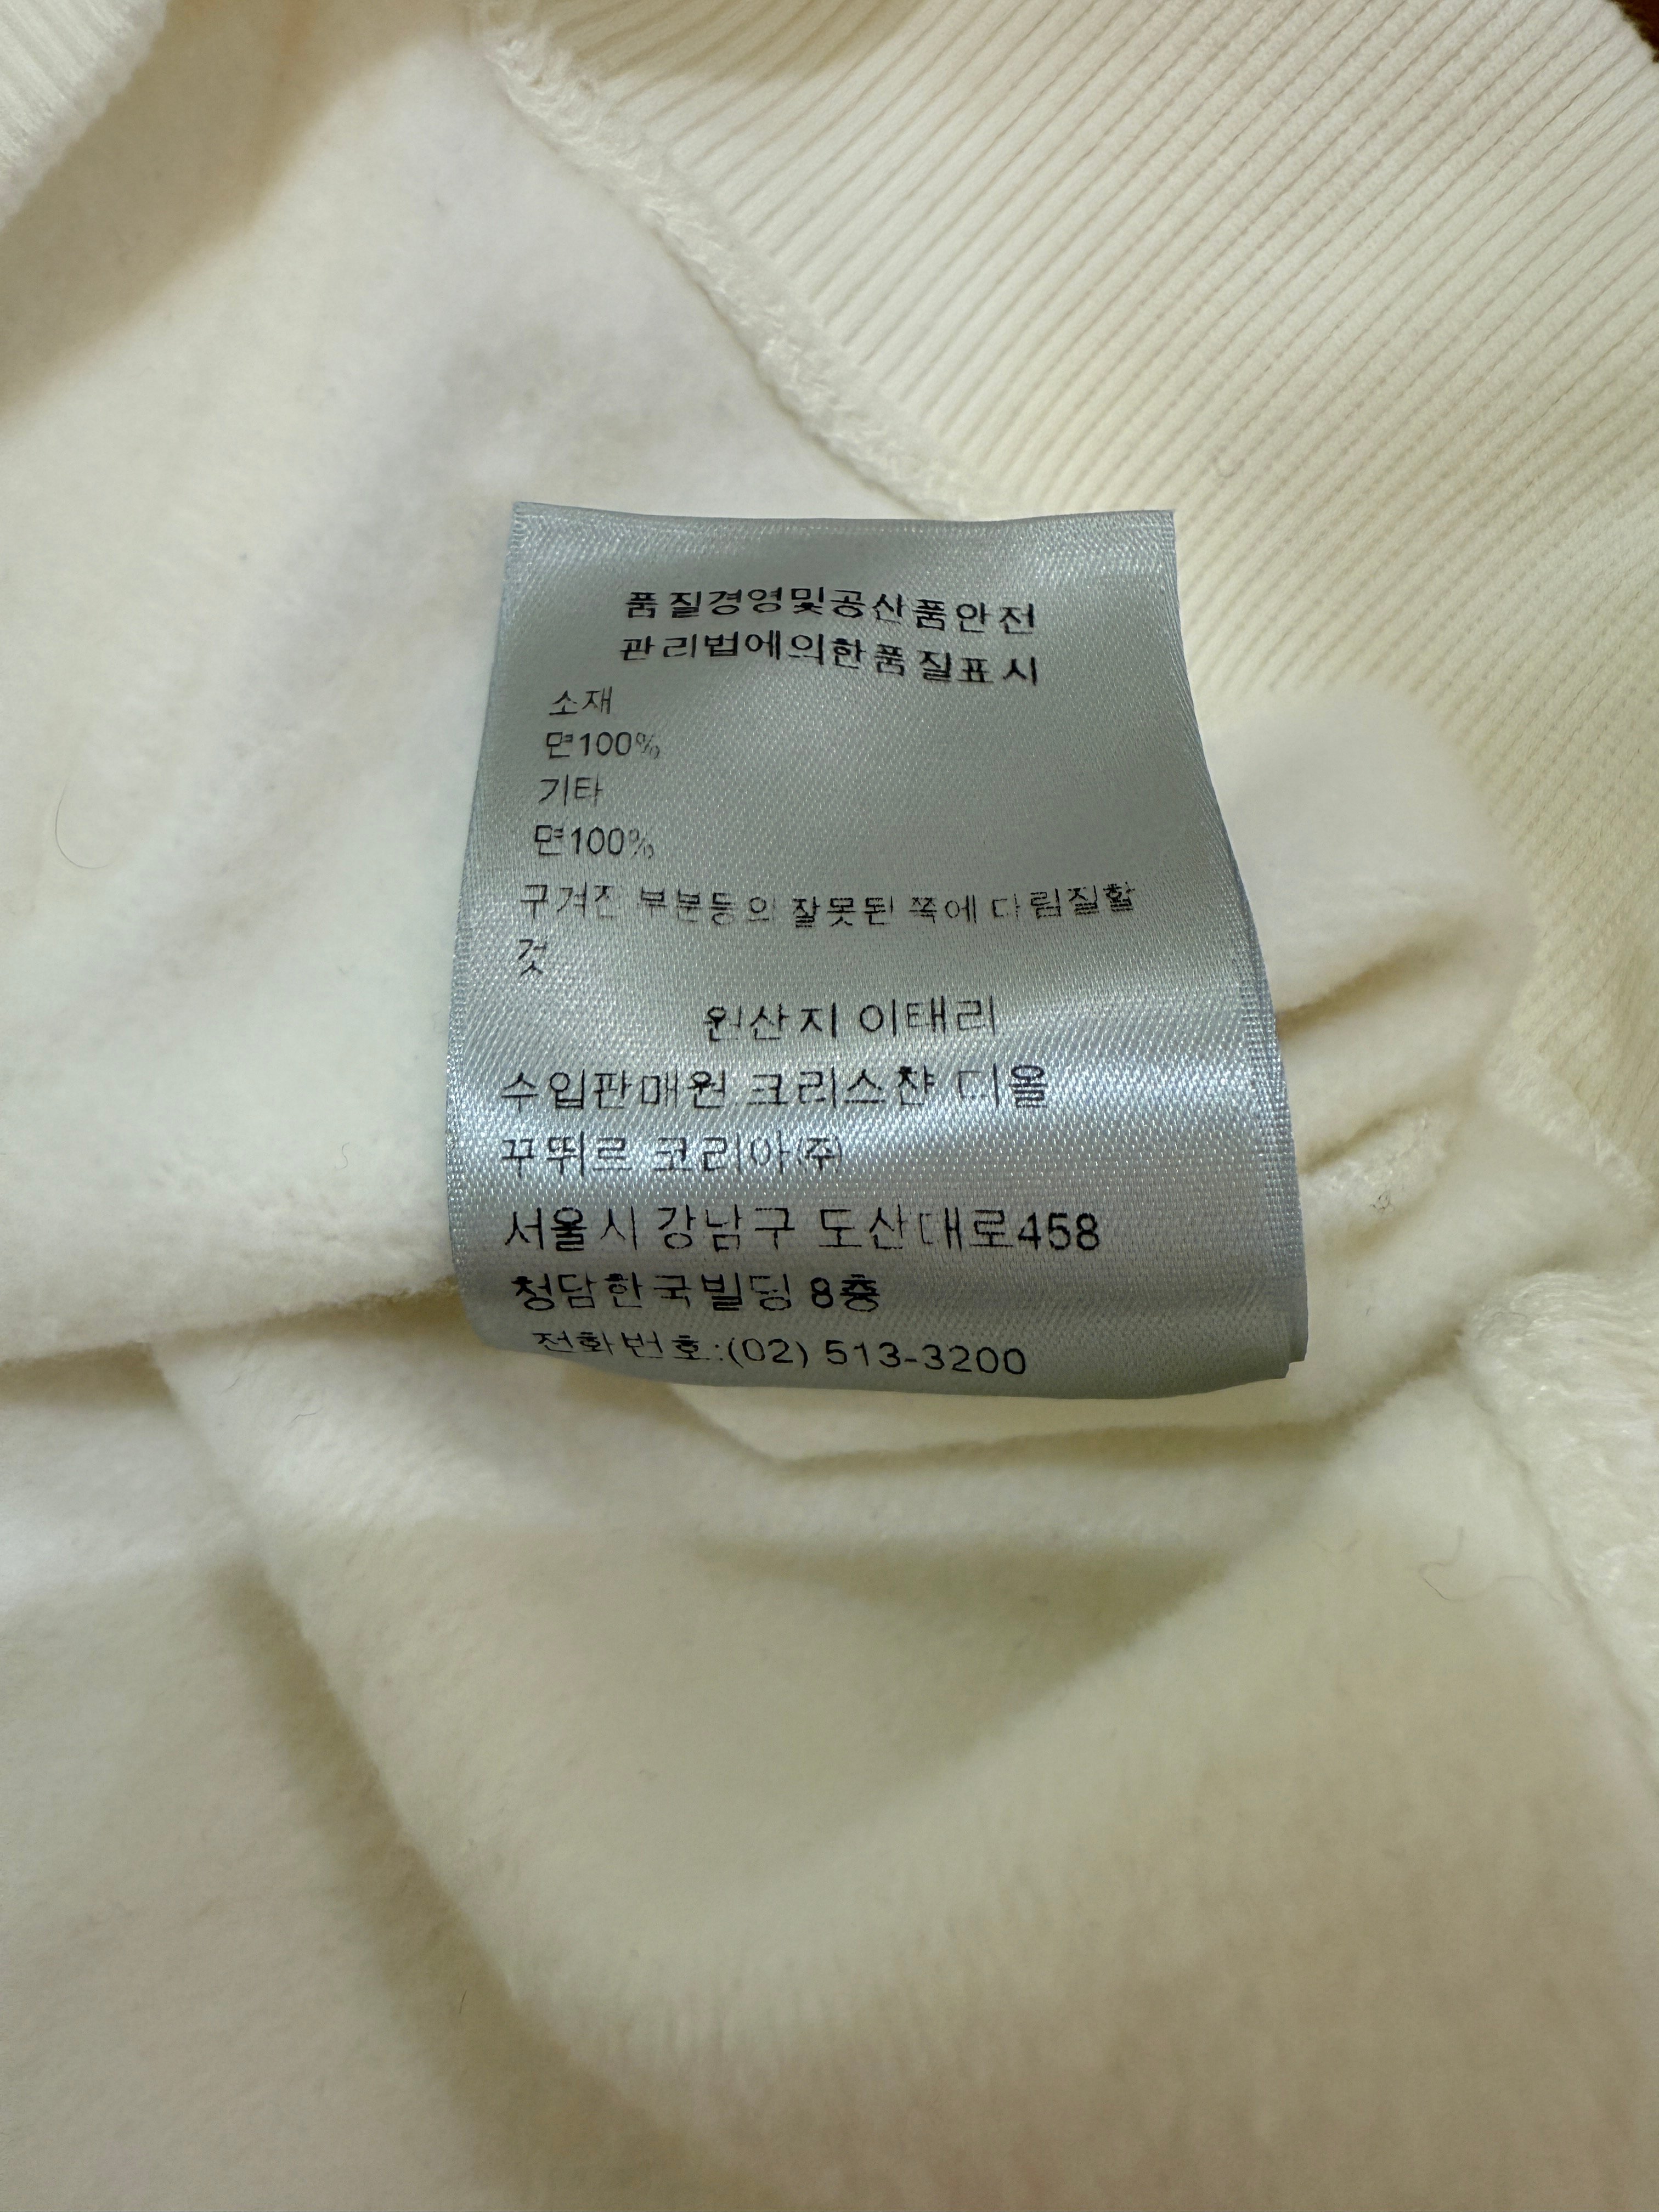 품질경영및공산품안전
관리법에의한품질표시
소재
면100%
기타
면100%
구겨진 부분등의 잘못된 쪽에 다림질할
것
원산지 이태리
수입판매원 크리스챤 디올
꾸뛰르 코리아(주)
서울시 강남구 도산대로458
청담한국빌딩 8층
전화번호:(02) 513-3200